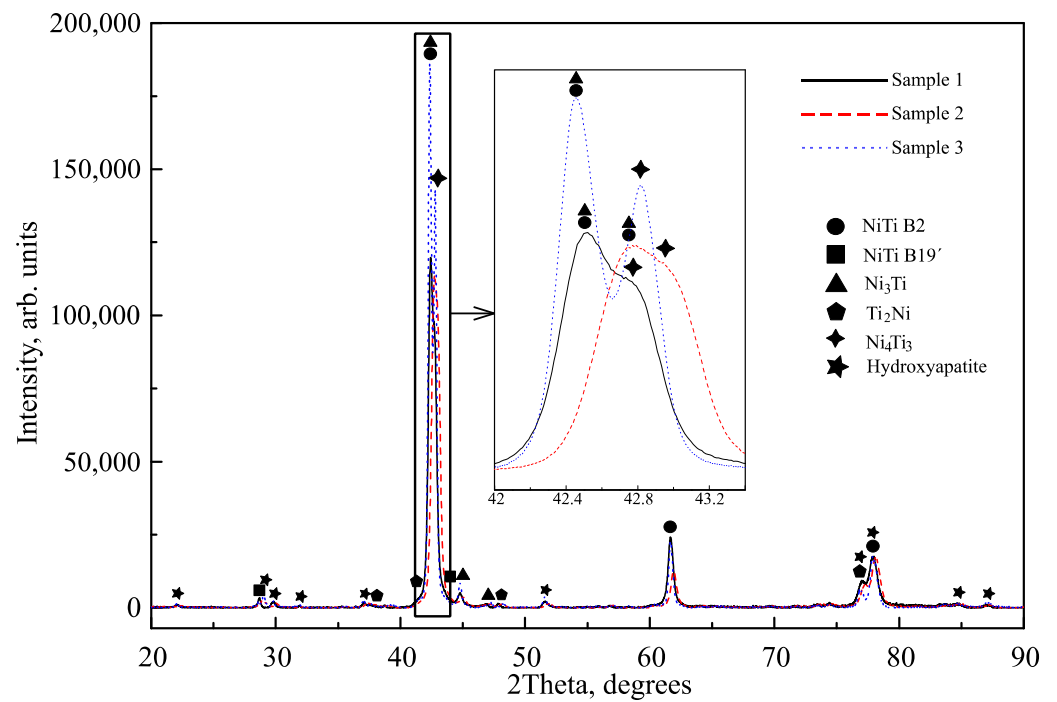 200,000
150,000
100,000
50,000
0
Intensity, arb. units
20 30 40 50 60 70 80 90
2Theta, degrees
42 42.4 42.8 43.2
Sample 1
Sample 2
Sample 3
NiTi B2
NiTi B19´
Ni₃Ti
Ti₂Ni
Ni₄Ti₃
Hydroxyapatite